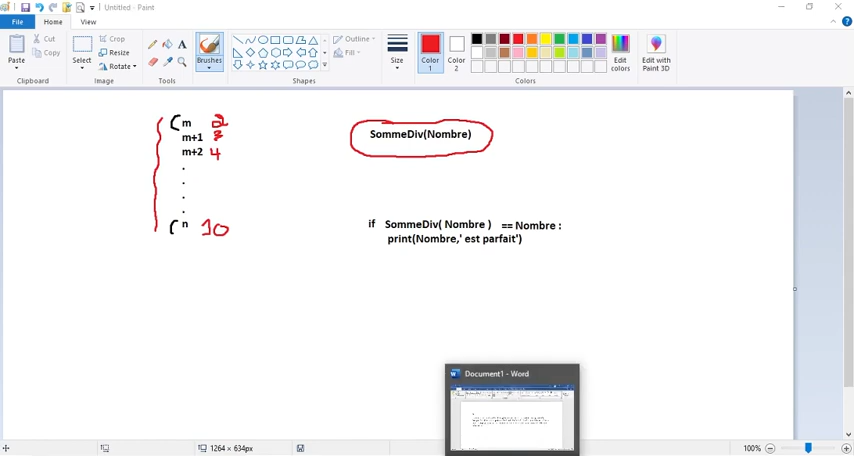 Untitled - Paint
File
Home
View
Paste
Cut
Copy
Clipboard
Select
Crop
Resize
Rotate
Image
Tools
Brushes
Shapes
Outline
Fill
Size
Color
1
Color
2
Colors
Edit
colors
Edit with
Paint 3D
m 2
m+1 3
m+2 4
.
.
.
.
n 10
SommeDiv(Nombre)
if SommeDiv( Nombre ) == Nombre :
print(Nombre,' est parfait')
Document1 - Word
1264 × 634px
100%